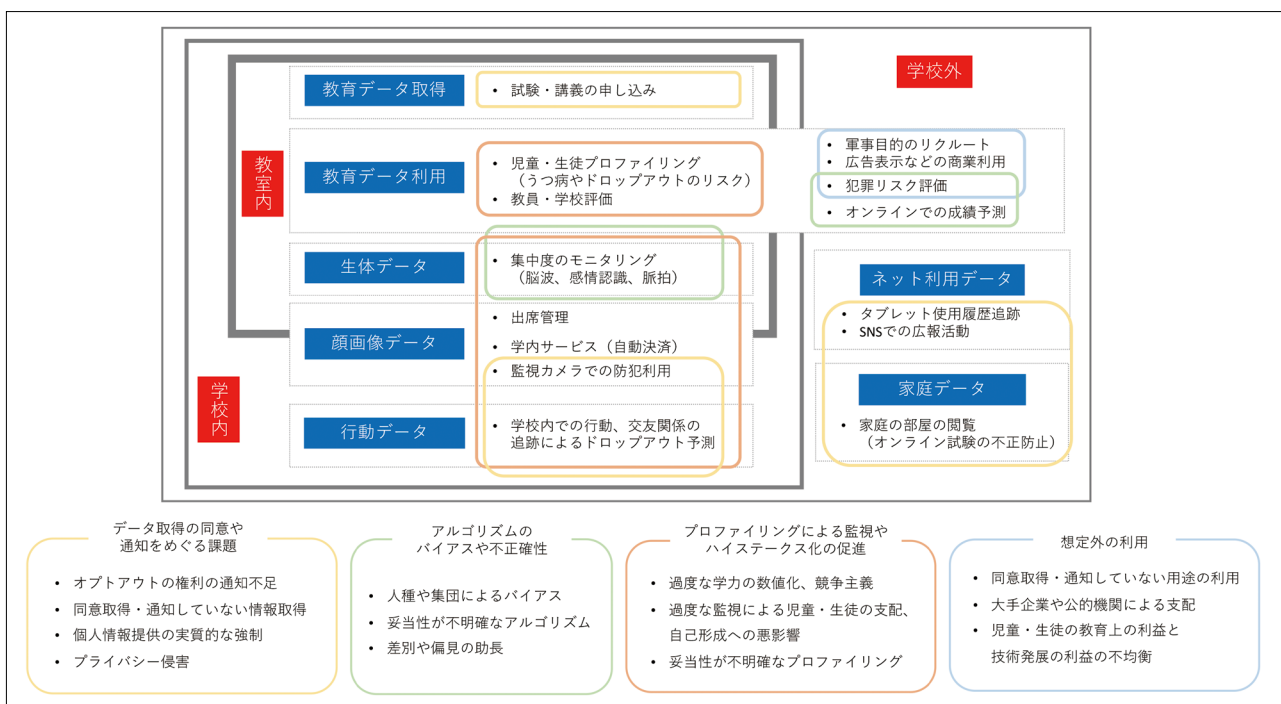 学校外
教育データ取得
• 試験・講義の申し込み
教室内
教育データ利用
• 児童・生徒プロファイリング
(うつ病やドロップアウトのリスク)
• 教員・学校評価
• 軍事目的のリクルート
• 広告表示などの商業利用
• 犯罪リスク評価
• オンラインでの成績予測
生体データ
• 集中度のモニタリング
(脳波、感情認識、脈拍)
顔画像データ
• 出席管理
• 学内サービス(自動決済)
• 監視カメラでの防犯利用
学校内
行動データ
• 学校内での行動、交友関係の
追跡によるドロップアウト予測
ネット利用データ
• タブレット使用履歴追跡
• SNSでの広報活動
家庭データ
• 家庭の部屋の閲覧
(オンライン試験の不正防止)
データ取得の同意や
通知をめぐる課題
• オプトアウトの権利の通知不足
• 同意取得・通知していない情報取得
• 個人情報提供の実質的な強制
• プライバシー侵害
アルゴリズムの
バイアスや不正確性
• 人種や集団によるバイアス
• 妥当性が不明確なアルゴリズム
• 差別や偏見の助長
プロファイリングによる監視や
ハイステークス化の促進
• 過度な学力の数値化、競争主義
• 過度な監視による児童・生徒の支配、
自己形成への悪影響
• 妥当性が不明確なプロファイリング
想定外の利用
• 同意取得・通知していない用途の利用
• 大手企業や公的機関による支配
• 児童・生徒の教育上の利益と
技術発展の利益の不均衡